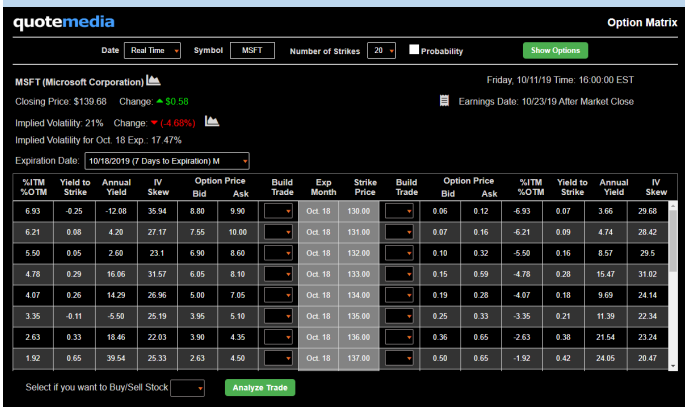 quotemedia Option Matrix
Date Real Time Symbol MSFT Number of Strikes 20 Probability Show Options
MSFT (Microsoft Corporation) Friday, 10/11/19 Time: 16:00:00 EST
Closing Price: $139.68 Change: $0.58 Earnings Date: 10/23/19 After Market Close
Implied Volatility: 21% Change: (-4.68%)
Implied Volatility for Oct. 18 Exp.: 17.47%
Expiration Date: 10/18/2019 (7 Days to Expiration) M
%ITM Yield to Annual IV Option Price Build Exp Strike Build Option Price %ITM Yield to Annual IV
%OTM Strike Yield Skew Bid Ask Trade Month Price Trade Bid Ask %OTM Strike Yield Skew
6.93 -0.25 -12.08 35.94 8.80 9.90 Oct. 18 130.00 0.06 0.12 -6.93 0.07 3.66 29.68
6.21 0.08 4.20 27.17 7.55 10.00 Oct. 18 131.00 0.07 0.16 -6.21 0.09 4.74 28.42
5.50 0.05 2.60 23.1 6.90 8.60 Oct. 18 132.00 0.10 0.32 -5.50 0.16 8.57 29.5
4.78 0.29 16.06 31.57 6.05 8.10 Oct. 18 133.00 0.15 0.59 -4.78 0.28 15.47 31.02
4.07 0.26 14.29 26.96 5.00 7.05 Oct. 18 134.00 0.19 0.28 -4.07 0.18 9.69 24.14
3.35 -0.11 -5.50 25.19 3.95 5.10 Oct. 18 135.00 0.25 0.33 -3.35 0.21 11.39 22.34
2.63 0.33 18.46 22.03 3.90 4.35 Oct. 18 136.00 0.36 0.65 -2.63 0.38 21.54 23.24
1.92 0.65 39.54 25.33 2.63 4.50 Oct. 18 137.00 0.50 0.65 -1.92 0.42 24.05 20.47
Select if you want to Buy/Sell Stock Analyze Trade